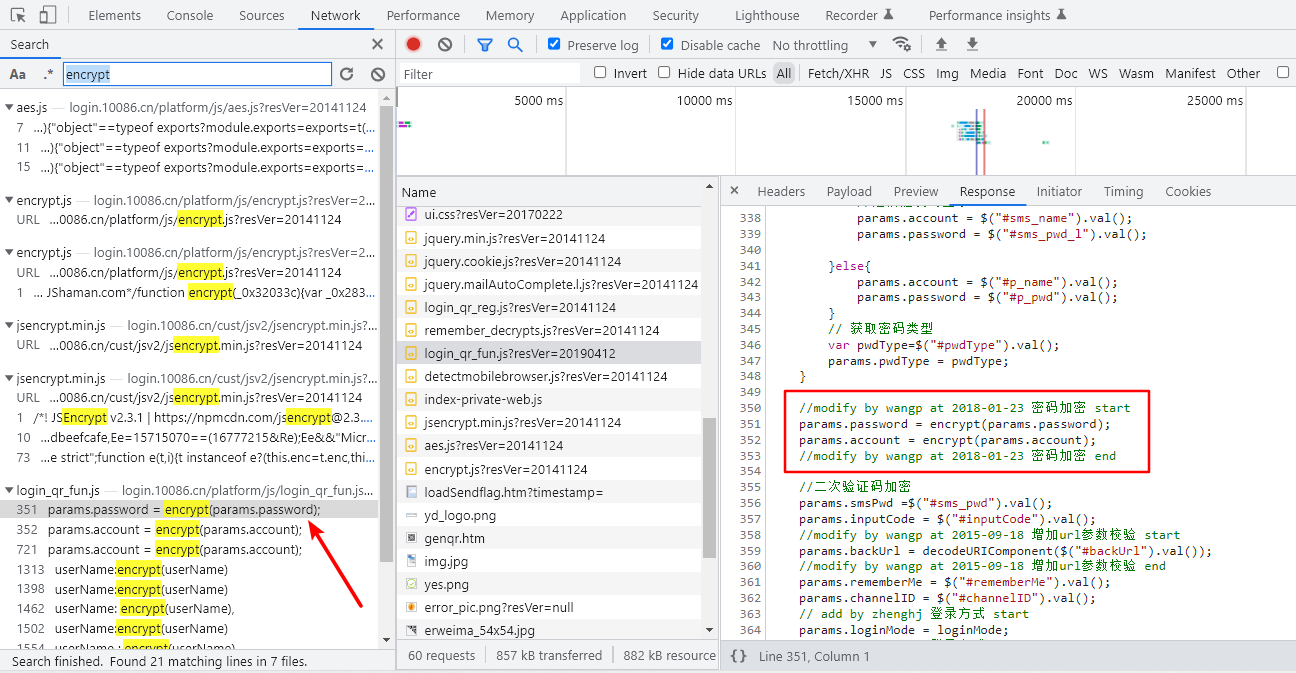 Elements Console Sources Network Performance Memory Application Security Lighthouse Recorder Performance insights
Search
Preserve log Disable cache No throttling
Aa .* encrypt
Filter Invert Hide data URLs All Fetch/XHR JS CSS Img Media Font Doc WS Wasm Manifest Other
aes.js — login.10086.cn/platform/js/aes.js?resVer=20141124
7 ...){"object"==typeof exports?module.exports=exports=t(...
11 ...){"object"==typeof exports?module.exports=exports=...
15 ...){"object"==typeof exports?module.exports=exports=...
encrypt.js — login.10086.cn/platform/js/encrypt.js?resVer=2...
URL ...0086.cn/platform/js/encrypt.js?resVer=20141124
encrypt.js — login.10086.cn/platform/js/encrypt.js?resVer=2...
URL ...0086.cn/platform/js/encrypt.js?resVer=20141124
1 ... JShaman.com*/function encrypt(_0x32033c){var _0x283...
jsencrypt.min.js — login.10086.cn/cust/jsv2/jsencrypt.min.js?...
URL ...0086.cn/cust/jsv2/jsencrypt.min.js?resVer=20141124
jsencrypt.min.js — login.10086.cn/cust/jsv2/jsencrypt.min.js?...
URL ...0086.cn/cust/jsv2/jsencrypt.min.js?resVer=20141124
1 /*! JSEncrypt v2.3.1 | https://npmcdn.com/jsencrypt@2.3....
10 ...dbeefcafe,Ee=15715070==(16777215&Re);Ee&&"Micr...
73 ...e strict";function e(t,i){t instanceof e?(this.enc=t.enc,thi...
login_qr_fun.js — login.10086.cn/platform/js/login_qr_fun.js...
351 params.password = encrypt(params.password);
352 params.account = encrypt(params.account);
721 params.account = encrypt(params.account);
1313 userName:encrypt(userName)
1398 userName:encrypt(userName)
1462 userName: encrypt(userName),
1502 userName:encrypt(userName)
1554 userName : encrypt(userName)
Search finished. Found 21 matching lines in 7 files.
5000 ms 10000 ms 15000 ms 20000 ms 25000 ms
Name
ui.css?resVer=20170222
jquery.min.js?resVer=20141124
jquery.cookie.js?resVer=20141124
jquery.mailAutoComplete.l.js?resVer=20141124
login_qr_reg.js?resVer=20141124
remember_decrypts.js?resVer=20141124
login_qr_fun.js?resVer=20190412
detectmobilebrowser.js?resVer=20141124
index-private-web.js
jsencrypt.min.js?resVer=20141124
aes.js?resVer=20141124
encrypt.js?resVer=20141124
loadSendflag.htm?timestamp=
yd_logo.png
genqr.htm
img.jpg
yes.png
error_pic.png?resVer=null
erweima_54x54.jpg
60 requests 857 kB transferred 882 kB resource
Headers Payload Preview Response Initiator Timing Cookies
338 params.account = $("#sms_name").val();
339 params.password = $("#sms_pwd_l").val();
340
341 }else{
342 params.account = $("#p_name").val();
343 params.password = $("#p_pwd").val();
344 }
345 // 获取密码类型
346 var pwdType=$("#pwdType").val();
347 params.pwdType = pwdType;
348 }
349
350 //modify by wangp at 2018-01-23 密码加密 start
351 params.password = encrypt(params.password);
352 params.account = encrypt(params.account);
353 //modify by wangp at 2018-01-23 密码加密 end
354
355 //二次验证码加密
356 params.smsPwd =$("#sms_pwd").val();
357 params.inputCode = $("#inputCode").val();
358 //modify by wangp at 2015-09-18 增加url参数校验 start
359 params.backUrl = decodeURIComponent($("#backUrl").val());
360 //modify by wangp at 2015-09-18 增加url参数校验 end
361 params.rememberMe = $("#rememberMe").val();
362 params.channelID = $("#channelID").val();
363 // add by zhenghj 登录方式 start
364 params.loginMode = loginMode;
{} Line 351, Column 1